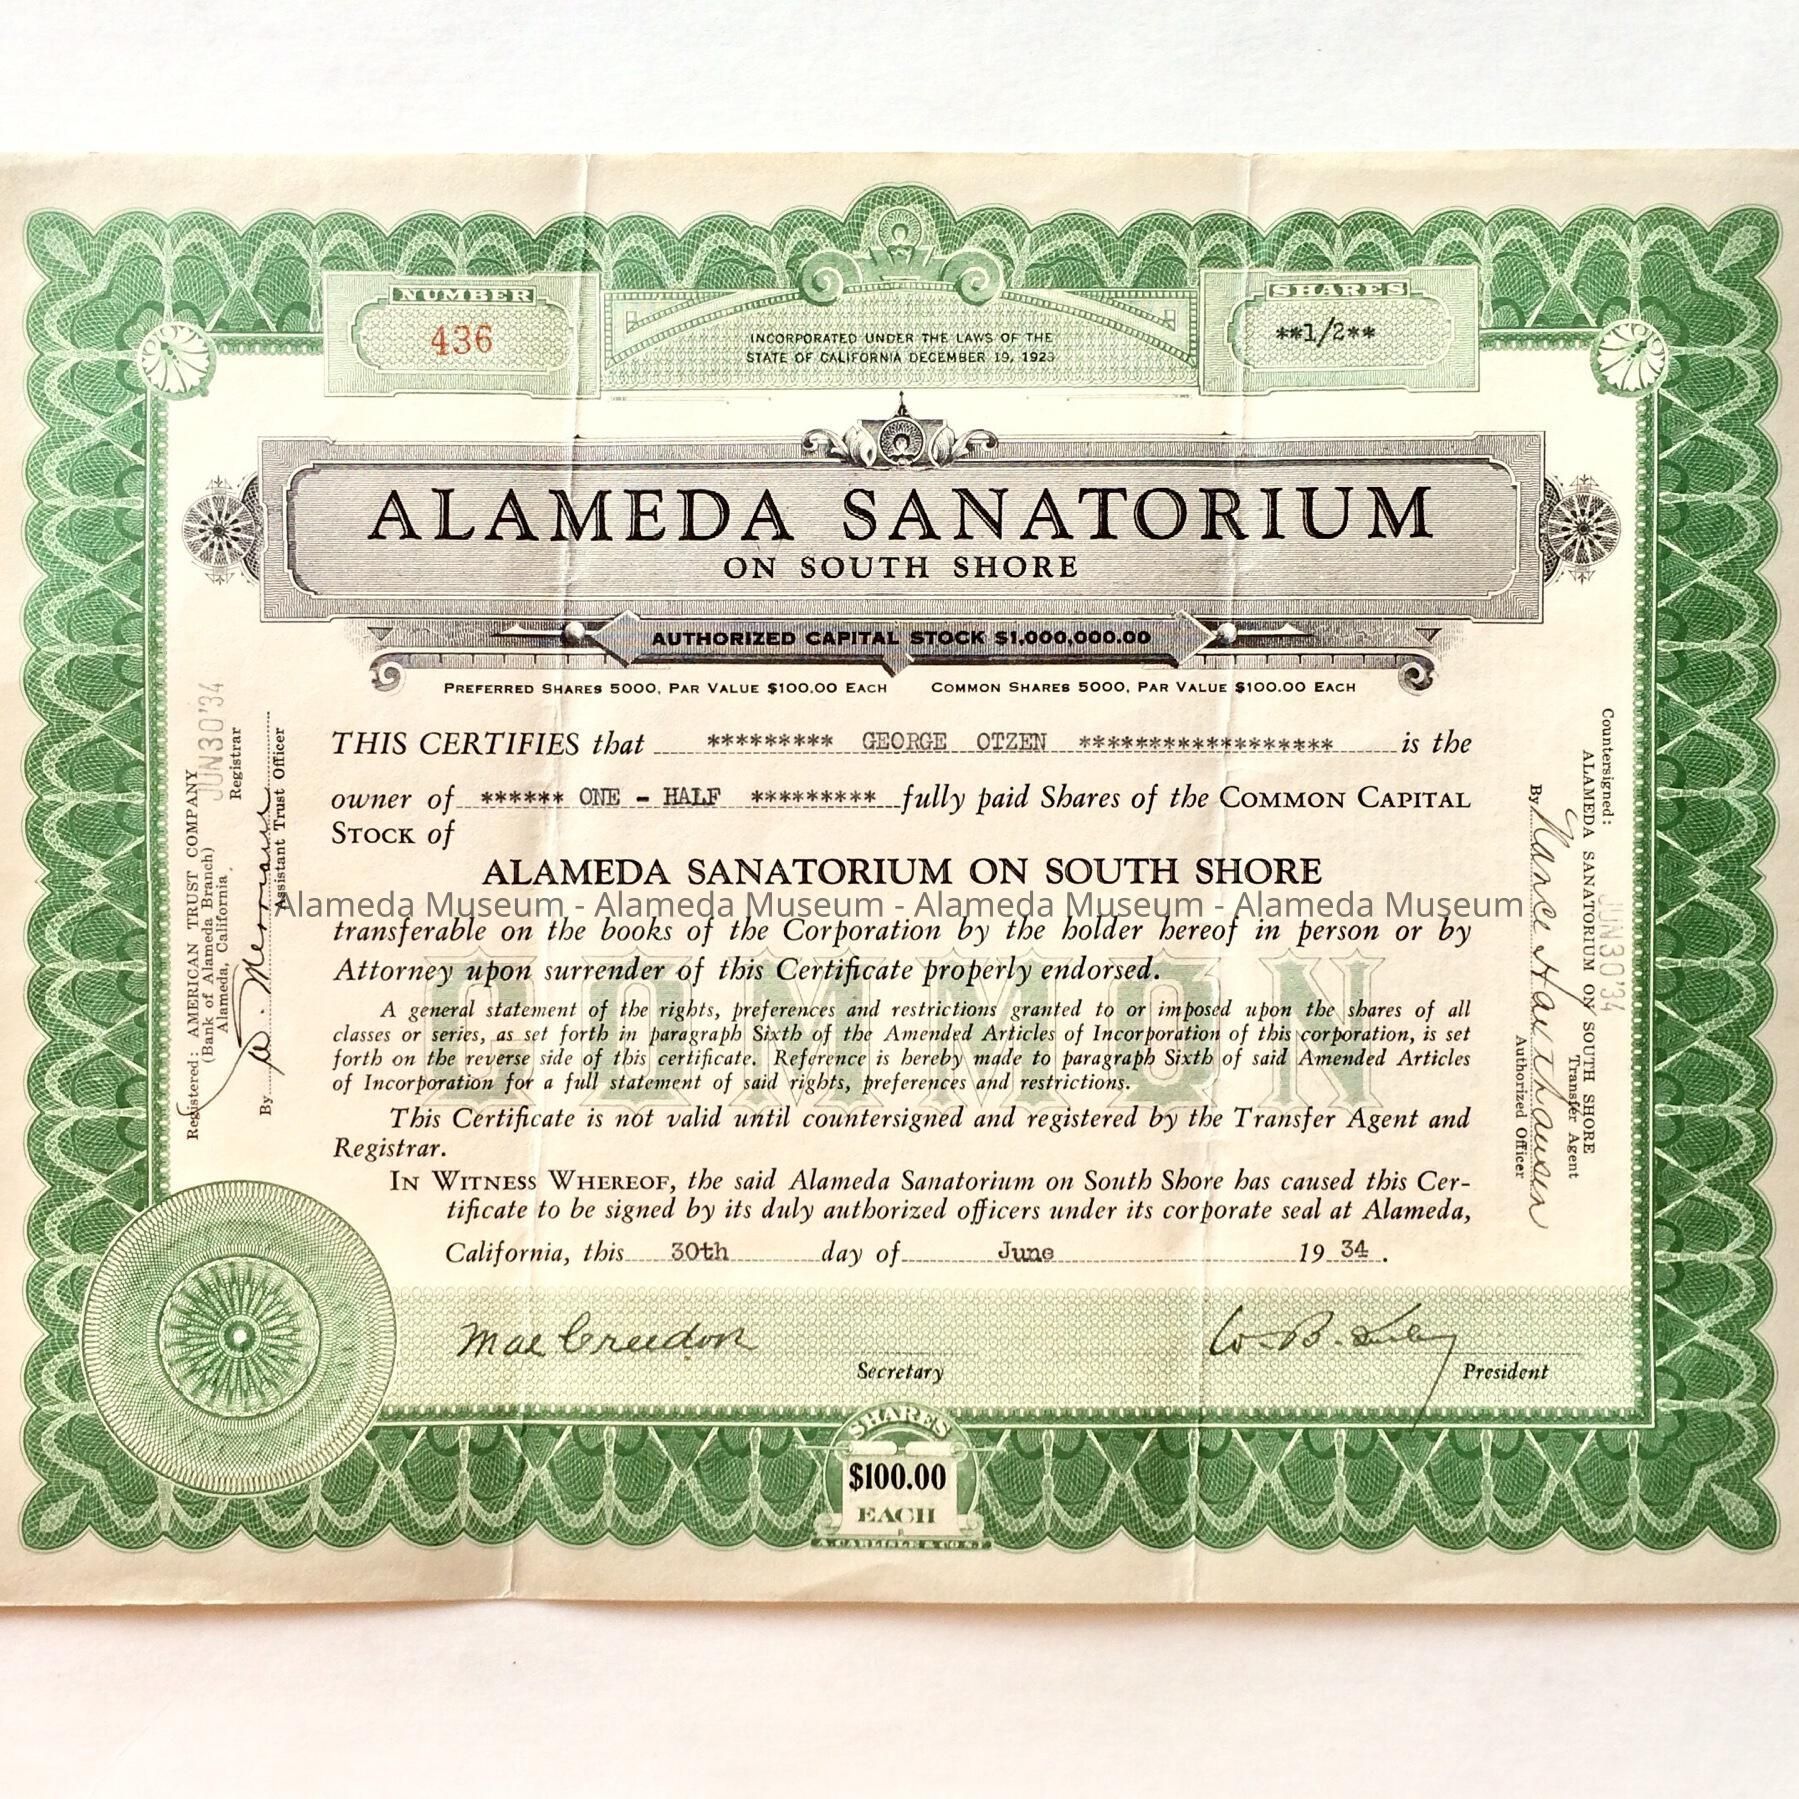 NUMBER
436
INCORPORATED UNDER THE LAWS OF THE
STATE OF CALIFORNIA DECEMBER 19, 1923
SHARES
**1/2**
ALAMEDA SANATORIUM
ON SOUTH SHORE
AUTHORIZED CAPITAL STOCK $1,000,000.00
PREFERRED SHARES 5000, PAR VALUE $100.00 EACH COMMON SHARES 5000, PAR VALUE $100.00 EACH
THIS CERTIFIES that ********* GEORGE OTZEN ****************** is the
owner of ****** ONE - HALF ********* fully paid Shares of the COMMON CAPITAL
STOCK of
ALAMEDA SANATORIUM ON SOUTH SHORE
Alameda Museum - Alameda Museum - Alameda Museum - Alameda Museum
transferable on the books of the Corporation by the holder hereof in person or by
Attorney upon surrender of this Certificate properly endorsed.
COMMON
A general statement of the rights, preferences and restrictions granted to or imposed upon the shares of all
classes or series, as set forth in paragraph Sixth of the Amended Articles of Incorporation of this corporation, is set
forth on the reverse side of this certificate. Reference is hereby made to paragraph Sixth of said Amended Articles
of Incorporation for a full statement of said rights, preferences and restrictions.
This Certificate is not valid until countersigned and registered by the Transfer Agent and
Registrar.
IN WITNESS WHEREOF, the said Alameda Sanatorium on South Shore has caused this Cer-
tificate to be signed by its duly authorized officers under its corporate seal at Alameda,
California, this 30th day of June 19 34.
Mae Creedon
Secretary
W. B.
President
SHARES
$100.00
EACH
A. CARLISLE & CO. S.F.
Registered: AMERICAN TRUST COMPANY
(Bank of Alameda Branch)
Alameda, California
JUN 30 '34
Registrar
By
Assistant Trust Officer
Countersigned:
ALAMEDA SANATORIUM ON SOUTH SHORE
JUN 30 '34
Transfer Agent
By Nance Hauxhausen
Authorized Officer